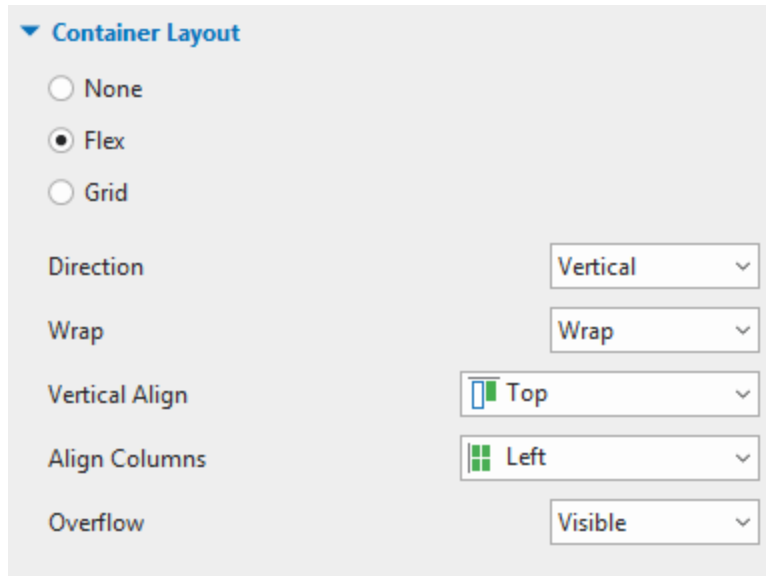 Container Layout
None
Flex
Grid
Direction Vertical
Wrap Wrap
Vertical Align Top
Align Columns Left
Overflow Visible